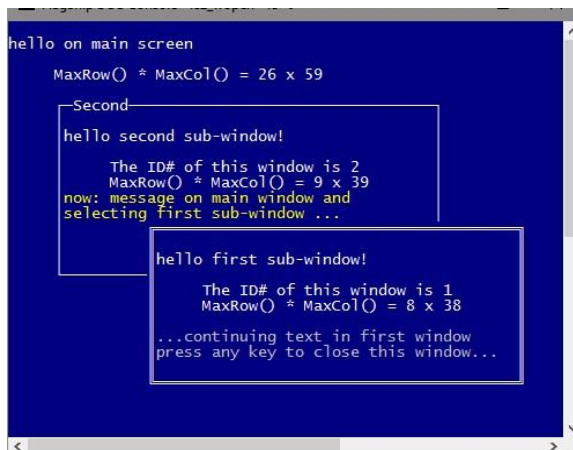 hello on main screen
MaxRow() * MaxCol() = 26 x 59
Second
hello second sub-window!
The ID# of this window is 2
MaxRow() * MaxCol() = 9 x 39
now: message on main window and
selecting first sub-window ...
hello first sub-window!
The ID# of this window is 1
MaxRow() * MaxCol() = 8 x 38
...continuing text in first window
press any key to close this window...